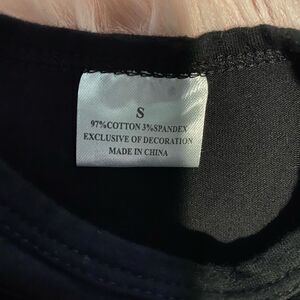 S
97%COTTON 3%SPANDEX
EXCLUSIVE OF DECORATION
MADE IN CHINA